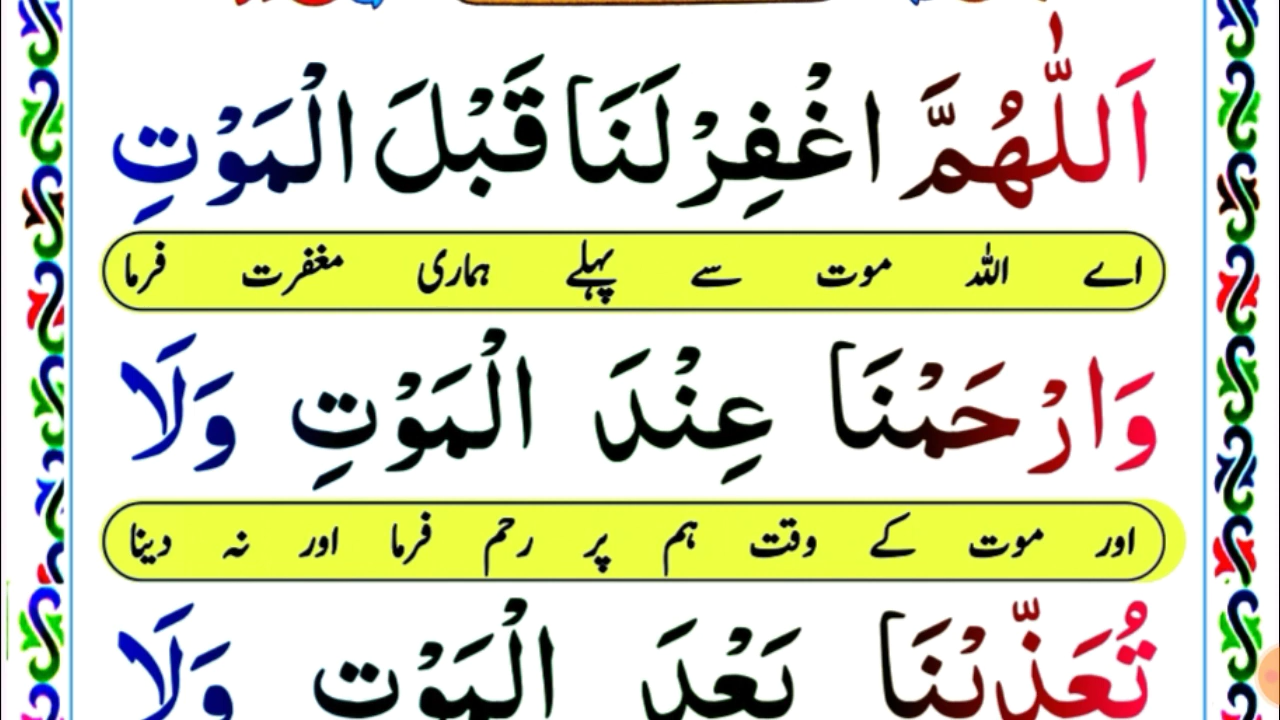 اَللّٰهُمَّ اغْفِرْلَنَا قَبْلَ الْمَوْتِ
اے اللہ موت سے پہلے ہماری مغفرت فرما
وَارْحَمْنَا عِنْدَ الْمَوْتِ وَلَا
اور موت کے وقت ہم پر رحم فرما اور نہ دینا
تُعَذِّبْنَا بَعْدَ الْمَوْت وَلَا